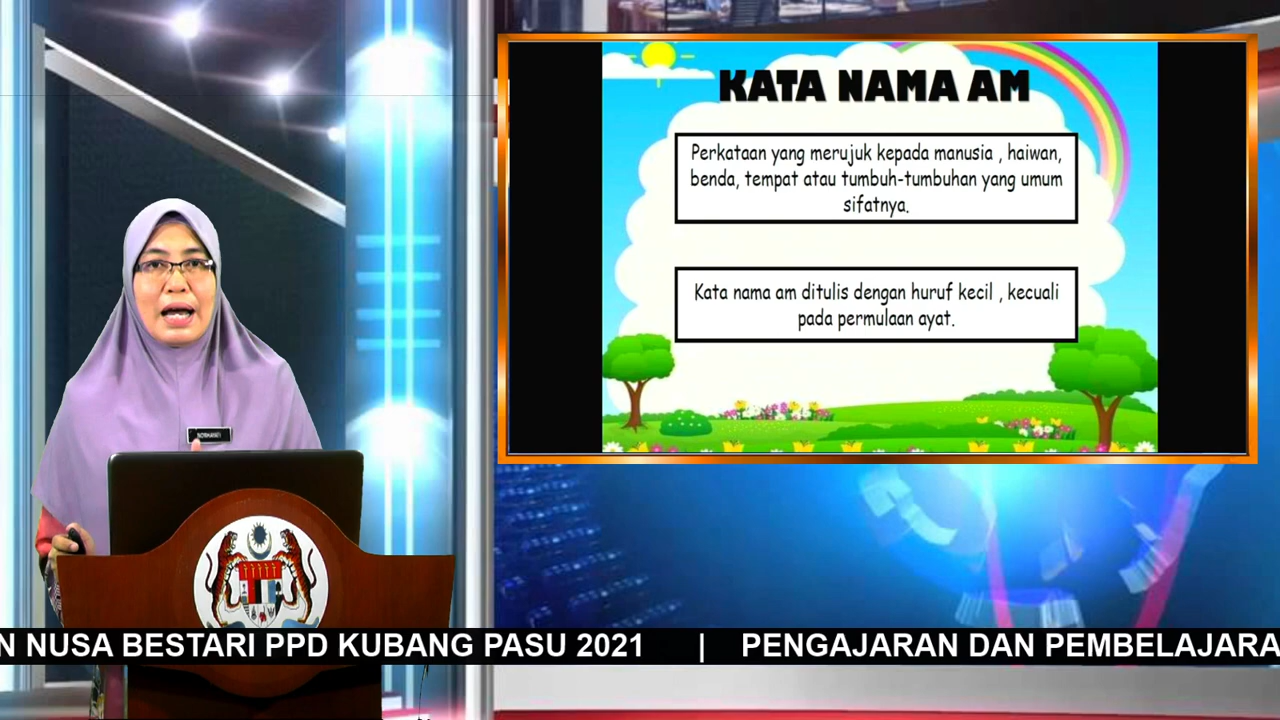 KATA NAMA AM
Perkataan yang merujuk kepada manusia , haiwan,
benda, tempat atau tumbuh-tumbuhan yang umum
sifatnya.
Kata nama am ditulis dengan huruf kecil , kecuali
pada permulaan ayat.
N NUSA BESTARI PPD KUBANG PASU 2021 | PENGAJARAN DAN PEMBELAJARA